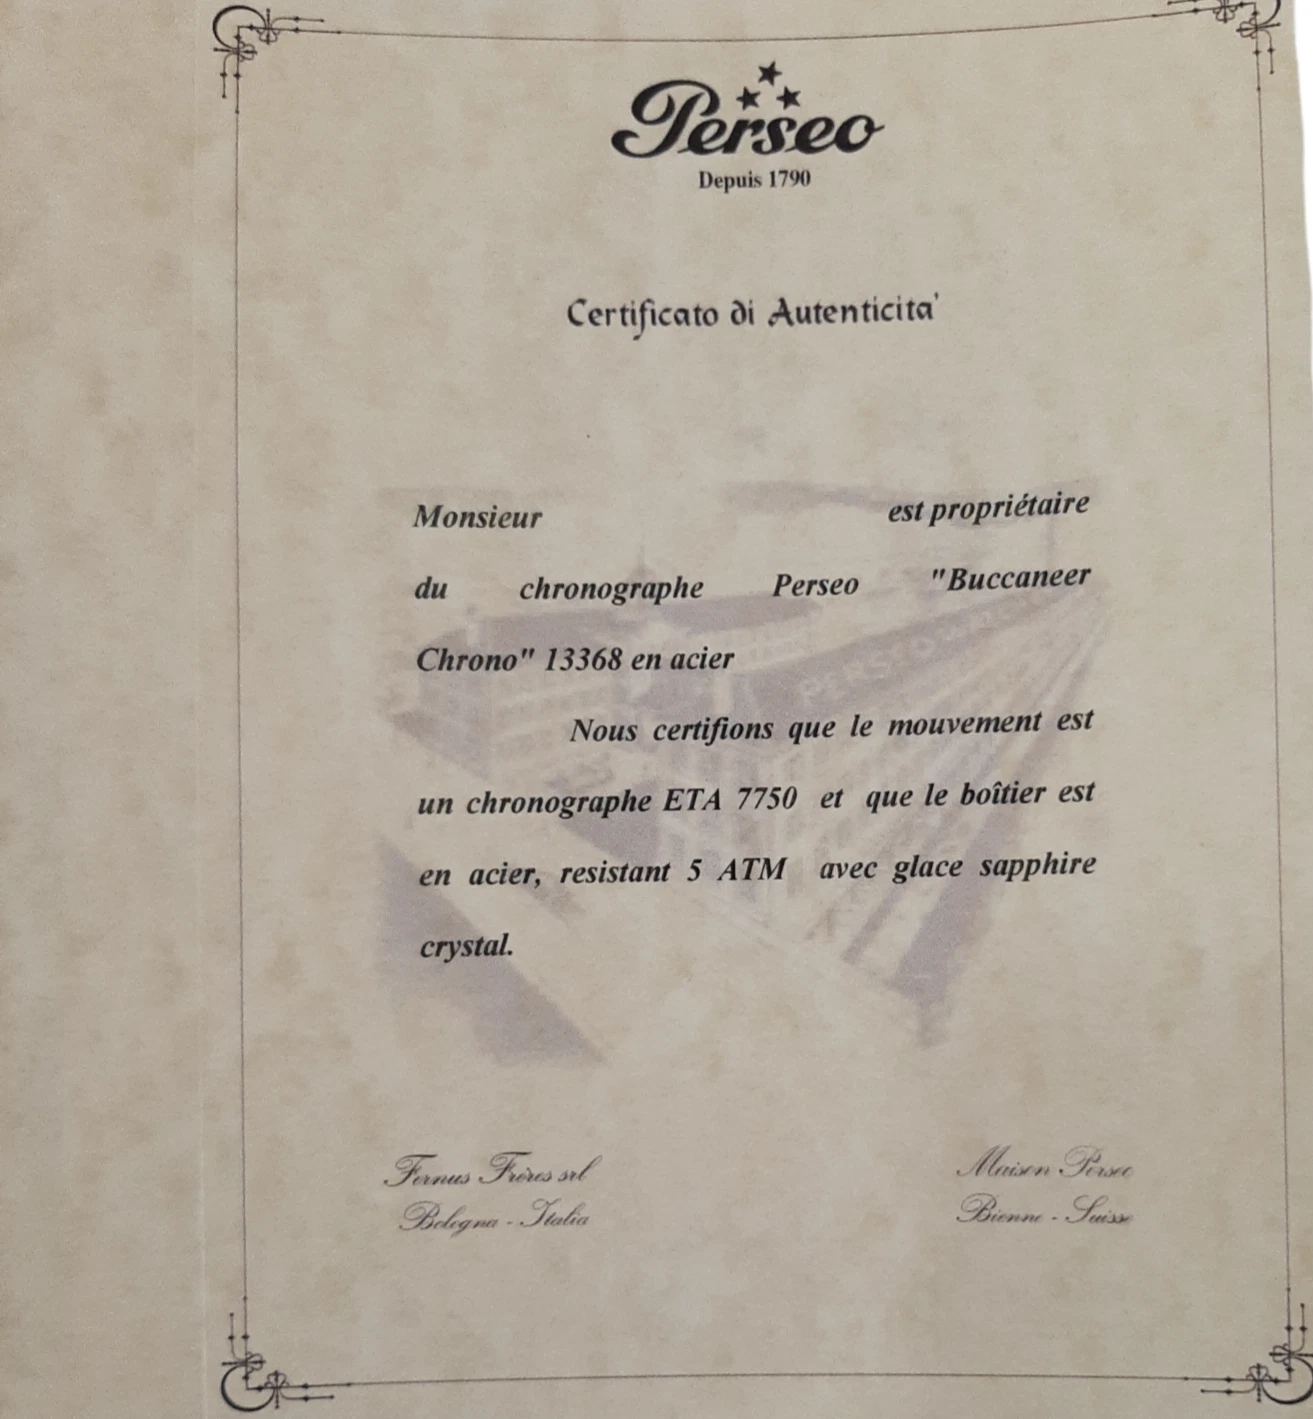 Perseo
Depuis 1790
Certificato di Autenticita'
Monsieur est propriétaire
du chronographe Perseo "Buccaneer
Chrono" 13368 en acier
Nous certifions que le mouvement est
un chronographe ETA 7750 et que le boîtier est
en acier, resistant 5 ATM avec glace sapphire
crystal.
Fernus Frères srl
Bologna - Italia
Maison Perseo
Bienne - Suisse